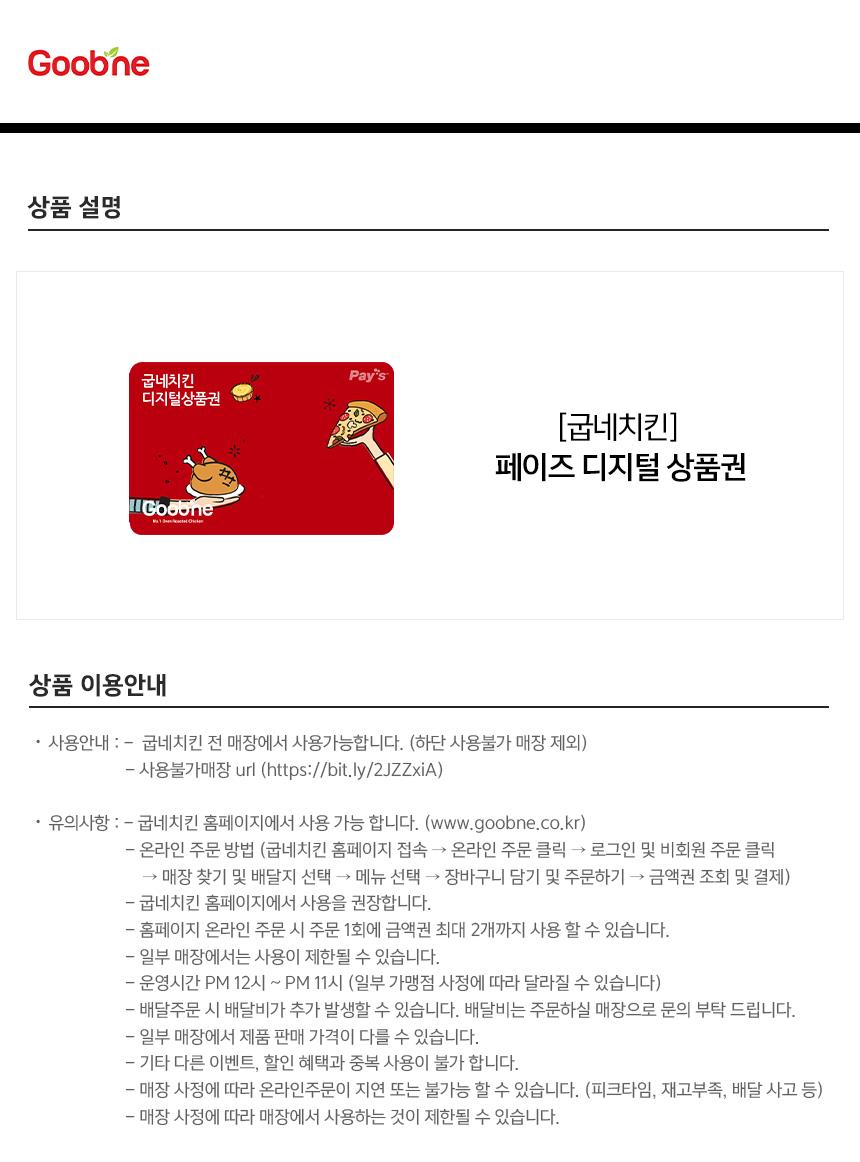 Goobne
상품 설명
굽네치킨
디지털상품권
Pay's
Goobne
No.1 Oven Roasted Chicken
[굽네치킨]
페이즈 디지털 상품권
상품 이용안내
· 사용안내 : – 굽네치킨 전 매장에서 사용가능합니다. (하단 사용불가 매장 제외)
– 사용불가매장 url (https://bit.ly/2JZZxiA)
· 유의사항 : – 굽네치킨 홈페이지에서 사용 가능 합니다. (www.goobne.co.kr)
– 온라인 주문 방법 (굽네치킨 홈페이지 접속 → 온라인 주문 클릭 → 로그인 및 비회원 주문 클릭
→ 매장 찾기 및 배달지 선택 → 메뉴 선택 → 장바구니 담기 및 주문하기 → 금액권 조회 및 결제)
– 굽네치킨 홈페이지에서 사용을 권장합니다.
– 홈페이지 온라인 주문 시 주문 1회에 금액권 최대 2개까지 사용 할 수 있습니다.
– 일부 매장에서는 사용이 제한될 수 있습니다.
– 운영시간 PM 12시 ~ PM 11시 (일부 가맹점 사정에 따라 달라질 수 있습니다)
– 배달주문 시 배달비가 추가 발생할 수 있습니다. 배달비는 주문하실 매장으로 문의 부탁 드립니다.
– 일부 매장에서 제품 판매 가격이 다를 수 있습니다.
– 기타 다른 이벤트, 할인 혜택과 중복 사용이 불가 합니다.
– 매장 사정에 따라 온라인주문이 지연 또는 불가능 할 수 있습니다. (피크타임, 재고부족, 배달 사고 등)
– 매장 사정에 따라 매장에서 사용하는 것이 제한될 수 있습니다.